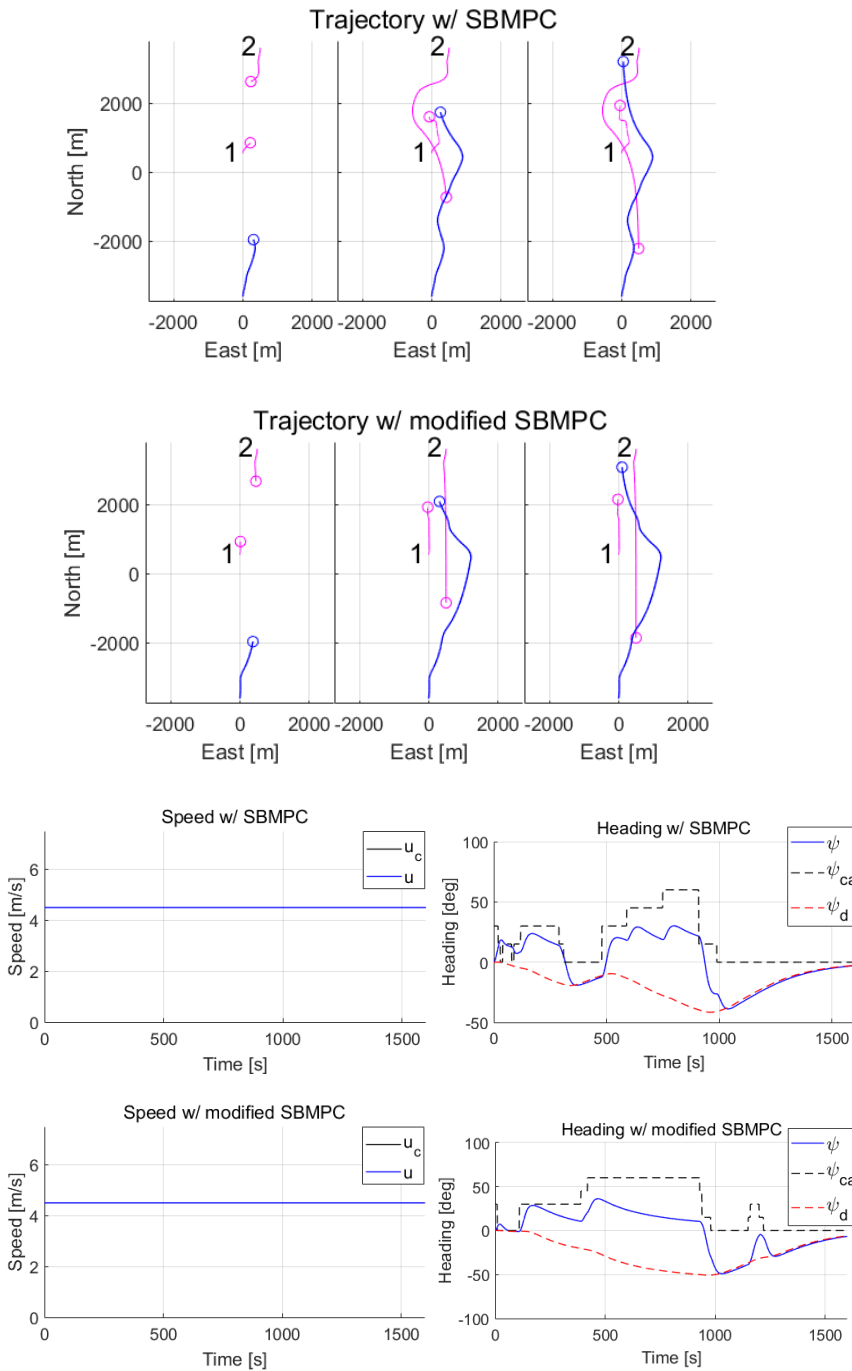 Trajectory w/ SBMPC
2 2 2
2000
1 1 1
0
-2000
North [m]
-2000 0 2000 -2000 0 2000 -2000 0 2000
East [m] East [m] East [m]
Trajectory w/ modified SBMPC
2 2 2
2000
1 1 1
0
-2000
North [m]
-2000 0 2000 -2000 0 2000 -2000 0 2000
East [m] East [m] East [m]
Speed w/ SBMPC
u_c
u
6
4
2
0
Speed [m/s]
0 500 1000 1500
Time [s]
Heading w/ SBMPC
ψ
ψ_ca
ψ_d
100
50
0
-50
Heading [deg]
0 500 1000 1500
Time [s]
Speed w/ modified SBMPC
u_c
u
6
4
2
0
Speed [m/s]
0 500 1000 1500
Time [s]
Heading w/ modified SBMPC
ψ
ψ_ca
ψ_d
100
50
0
-50
-100
Heading [deg]
0 500 1000 1500
Time [s]